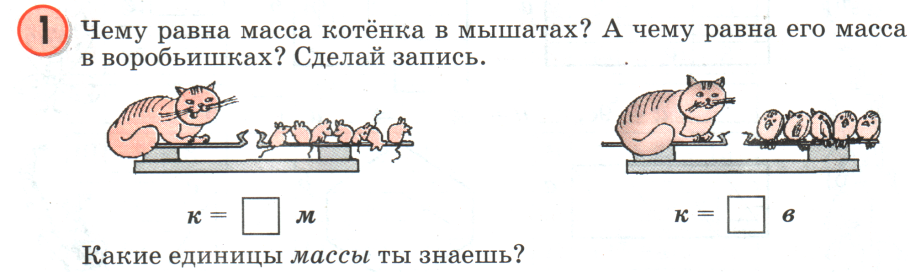 1 Чему равна масса котёнка в мышатах? А чему равна его масса
в воробьишках? Сделай запись.
к = м к = в
Какие единицы массы ты знаешь?